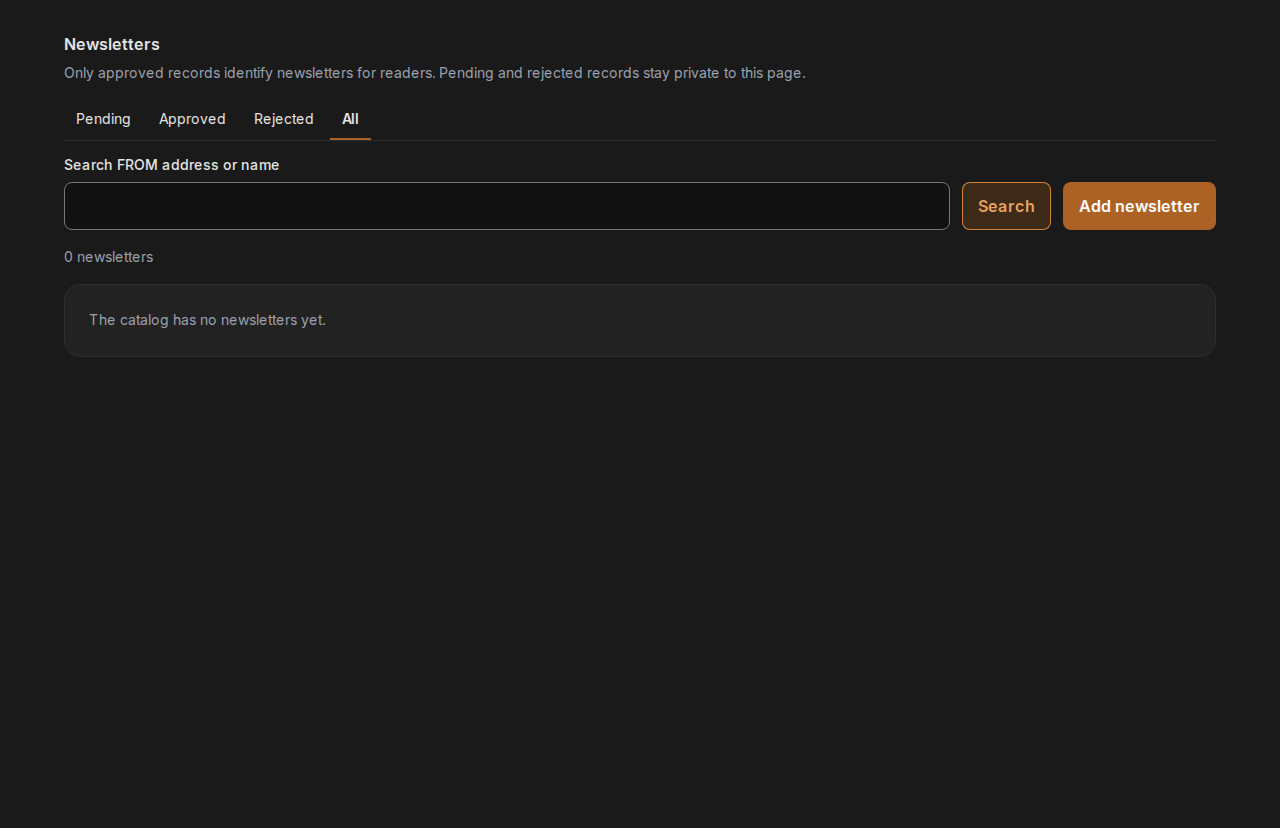 Newsletters
Only approved records identify newsletters for readers. Pending and rejected records stay private to this page.
Pending Approved Rejected All
Search FROM address or name
Search Add newsletter
0 newsletters
The catalog has no newsletters yet.